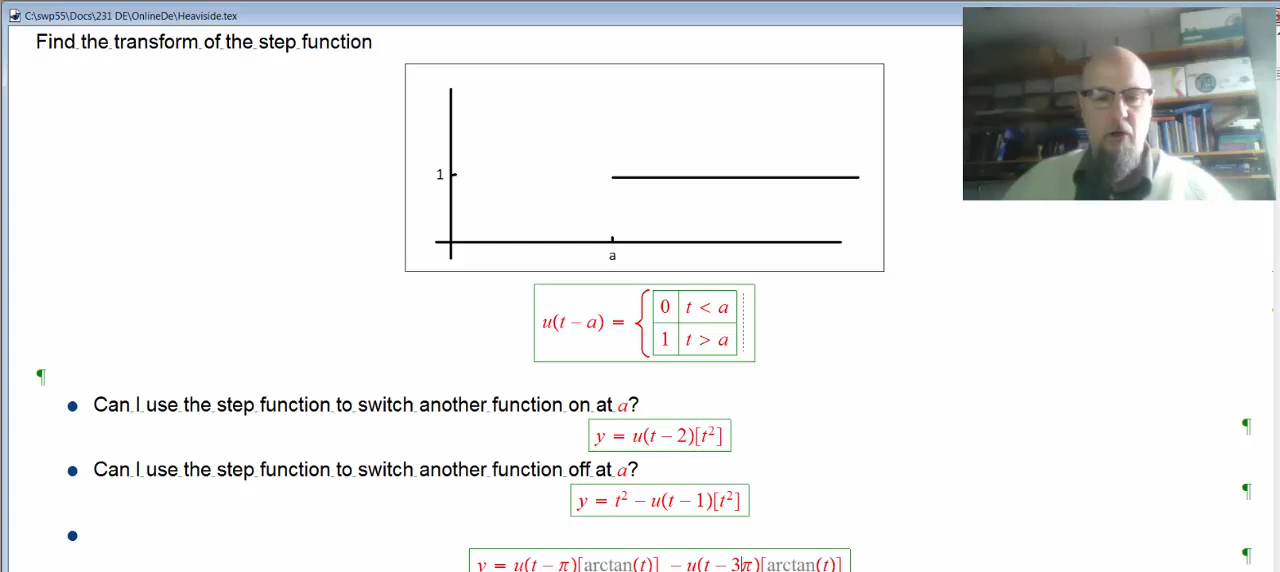 C:\swp55\Docs\231 DE\OnlineDe\Heaviside.tex
Find the transform of the step function
1
a
u(t − a) = { 0 t < a
1 t > a
¶
• Can I use the step function to switch another function on at a?
y = u(t − 2)[t²] ¶
• Can I use the step function to switch another function off at a?
y = t² − u(t − 1)[t²] ¶
•
y = u(t − π)[arctan(t)] − u(t − 3π)[arctan(t)] ¶